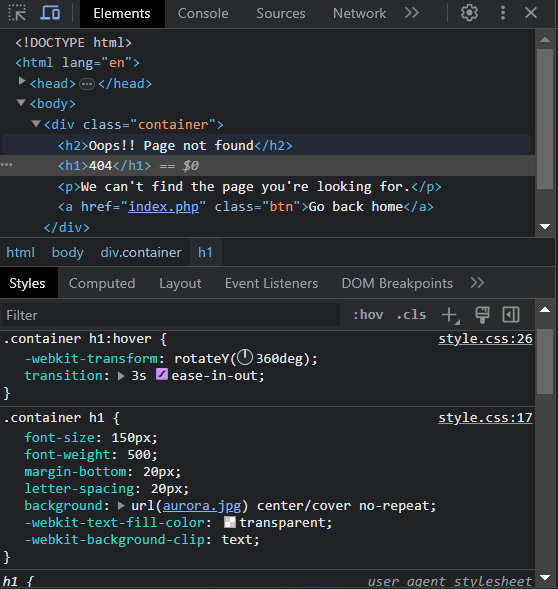 Elements Console Sources Network
<!DOCTYPE html>
<html lang="en">
<head> ··· </head>
<body>
<div class="container">
<h2>Oops!! Page not found</h2>
··· <h1>404</h1> == $0
<p>We can't find the page you're looking for.</p>
<a href="index.php" class="btn">Go back home</a>
</div>
html body div.container h1
Styles Computed Layout Event Listeners DOM Breakpoints
Filter :hov .cls
.container h1:hover { style.css:26
-webkit-transform: rotateY(360deg);
transition: 3s ease-in-out;
}
.container h1 { style.css:17
font-size: 150px;
font-weight: 500;
margin-bottom: 20px;
letter-spacing: 20px;
background: url(aurora.jpg) center/cover no-repeat;
-webkit-text-fill-color: transparent;
-webkit-background-clip: text;
}
h1 { user agent stylesheet